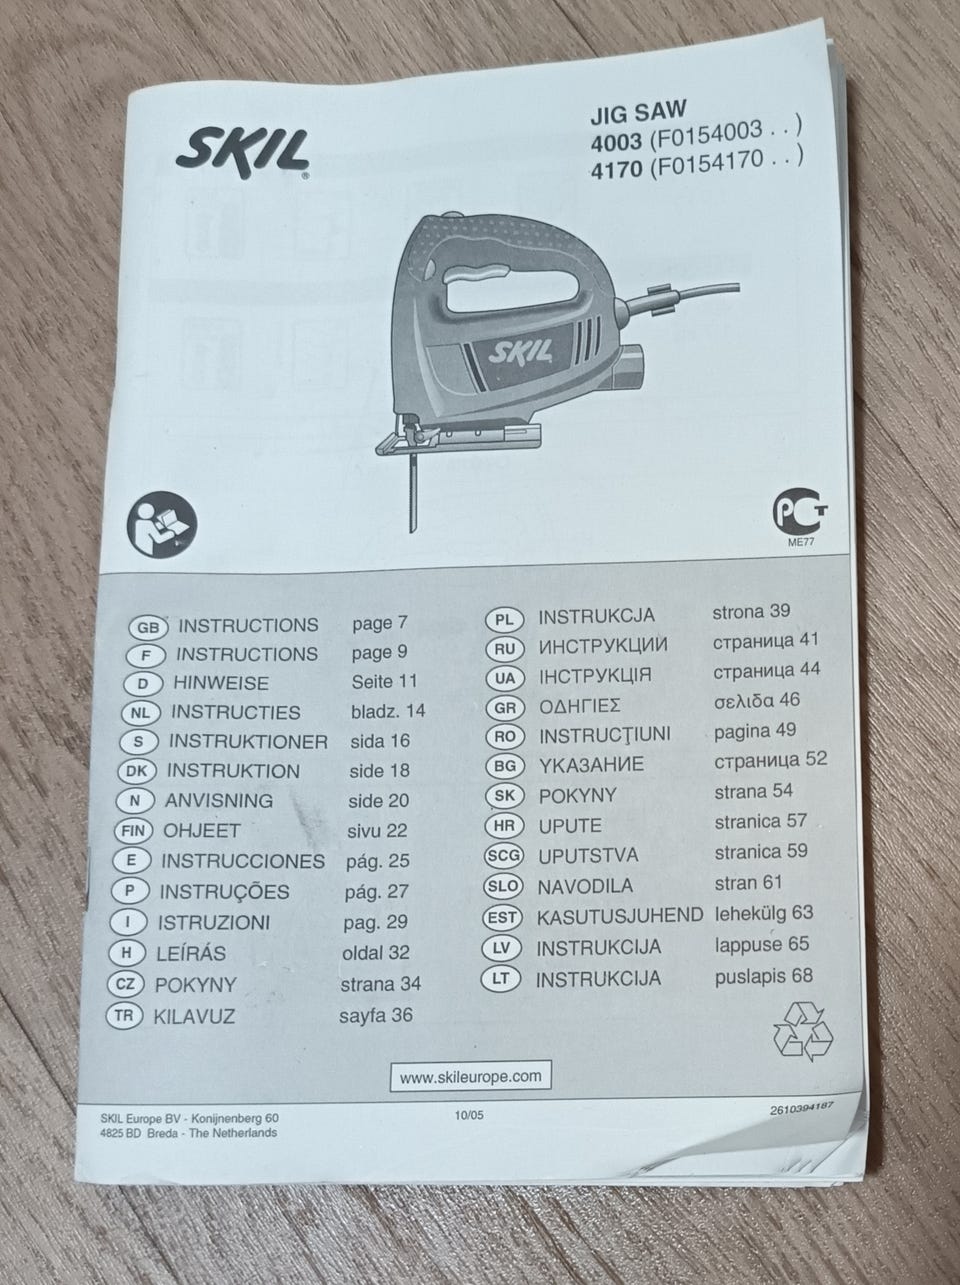 SKIL®
JIG SAW
4003 (F0154003 . . )
4170 (F0154170 . . )
SKIL
PCT
ME77
GB INSTRUCTIONS page 7
F INSTRUCTIONS page 9
D HINWEISE Seite 11
NL INSTRUCTIES bladz. 14
S INSTRUKTIONER sida 16
DK INSTRUKTION side 18
N ANVISNING side 20
FIN OHJEET sivu 22
E INSTRUCCIONES pág. 25
P INSTRUÇÕES pág. 27
I ISTRUZIONI pag. 29
H LEÍRÁS oldal 32
CZ POKYNY strana 34
TR KILAVUZ sayfa 36
PL INSTRUKCJA strona 39
RU ИНСТРУКЦИИ страница 41
UA ІНСТРУКЦІЯ страница 44
GR ΟΔΗΓΙΕΣ σελιδα 46
RO INSTRUCŢIUNI pagina 49
BG УКАЗАНИЕ страница 52
SK POKYNY strana 54
HR UPUTE stranica 57
SCG UPUTSTVA stranica 59
SLO NAVODILA stran 61
EST KASUTUSJUHEND lehekülg 63
LV INSTRUKCIJA lappuse 65
LT INSTRUKCIJA puslapis 68
www.skileurope.com
SKIL Europe BV - Konijnenberg 60
4825 BD Breda - The Netherlands
10/05
2610394187